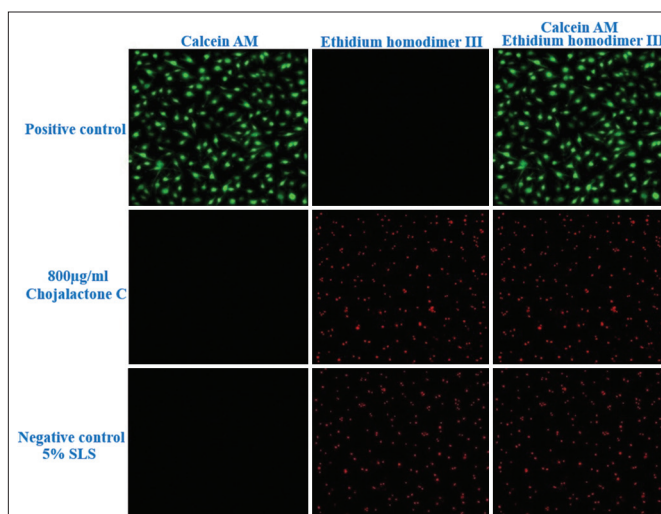 Calcein AM
Ethidium homodimer III
Calcein AM
Ethidium homodimer III
Positive control
800µg/ml
Chojalactone C
Negative control
5% SLS